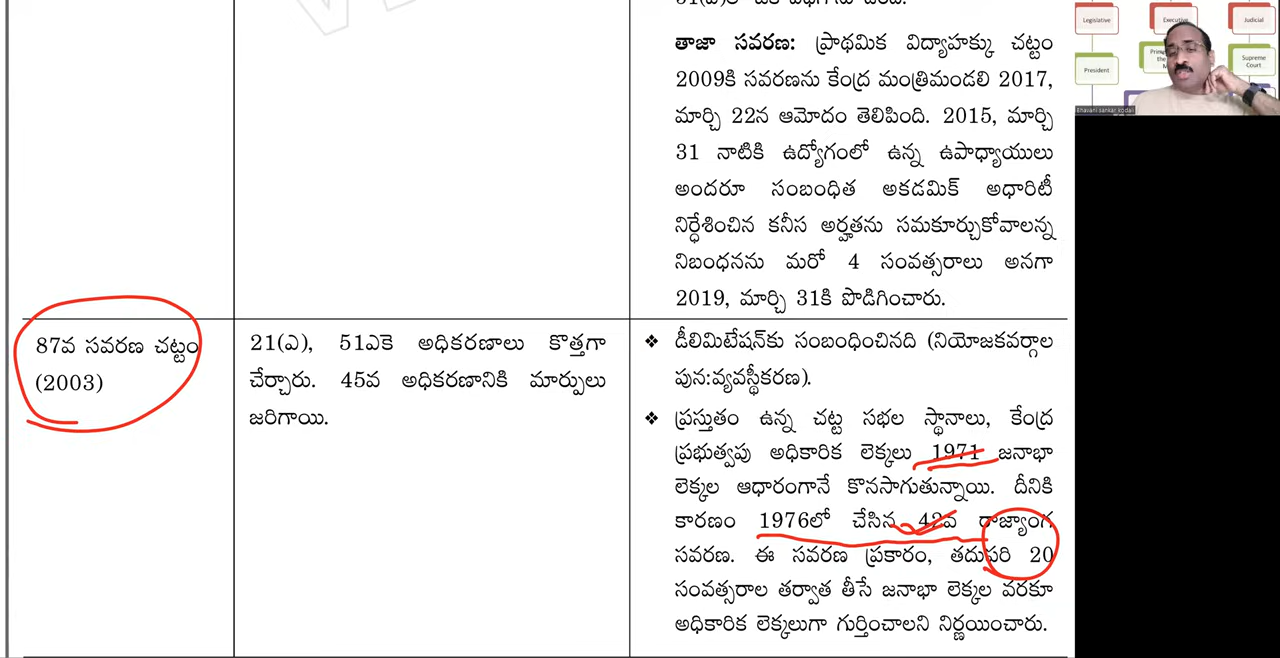 తాజా సవరణ: ప్రాథమిక విద్యాహక్కు చట్టం
2009కి సవరణను కేంద్ర మంత్రిమండలి 2017,
మార్చి 22న ఆమోదం తెలిపింది. 2015, మార్చి
31 నాటికి ఉద్యోగంలో ఉన్న ఉపాధ్యాయులు
అందరూ సంబంధిత అకడమిక్ అథారిటీ
నిర్ధేశించిన కనీస అర్హతను సమకూర్చుకోవాలన్న
నిబంధనను మరో 4 సంవత్సరాలు అనగా
2019, మార్చి 31కి పొడిగించారు.
87వ సవరణ చట్టం
(2003)
21(ఎ), 51ఎకె అధికరణాలు కొత్తగా
చేర్చారు. 45వ అధికరణానికి మార్పులు
జరిగాయి.
❖ డీలిమిటేషన్‌కు సంబంధించినది (నియోజకవర్గాల
పున:వ్యవస్థీకరణ).
❖ ప్రస్తుతం ఉన్న చట్ట సభల స్థానాలు, కేంద్ర
ప్రభుత్వపు అధికారిక లెక్కలు 1971 జనాభా
లెక్కల ఆధారంగానే కొనసాగుతున్నాయి. దీనికి
కారణం 1976లో చేసిన 42వ రాజ్యాంగ
సవరణ. ఈ సవరణ ప్రకారం, తదుపరి 20
సంవత్సరాల తర్వాత తీసే జనాభా లెక్కల వరకూ
అధికారిక లెక్కలుగా గుర్తించాలని నిర్ణయించారు.
Legislative
Executive
Judicial
President
Supreme
Court
Bhavani sankar kodali